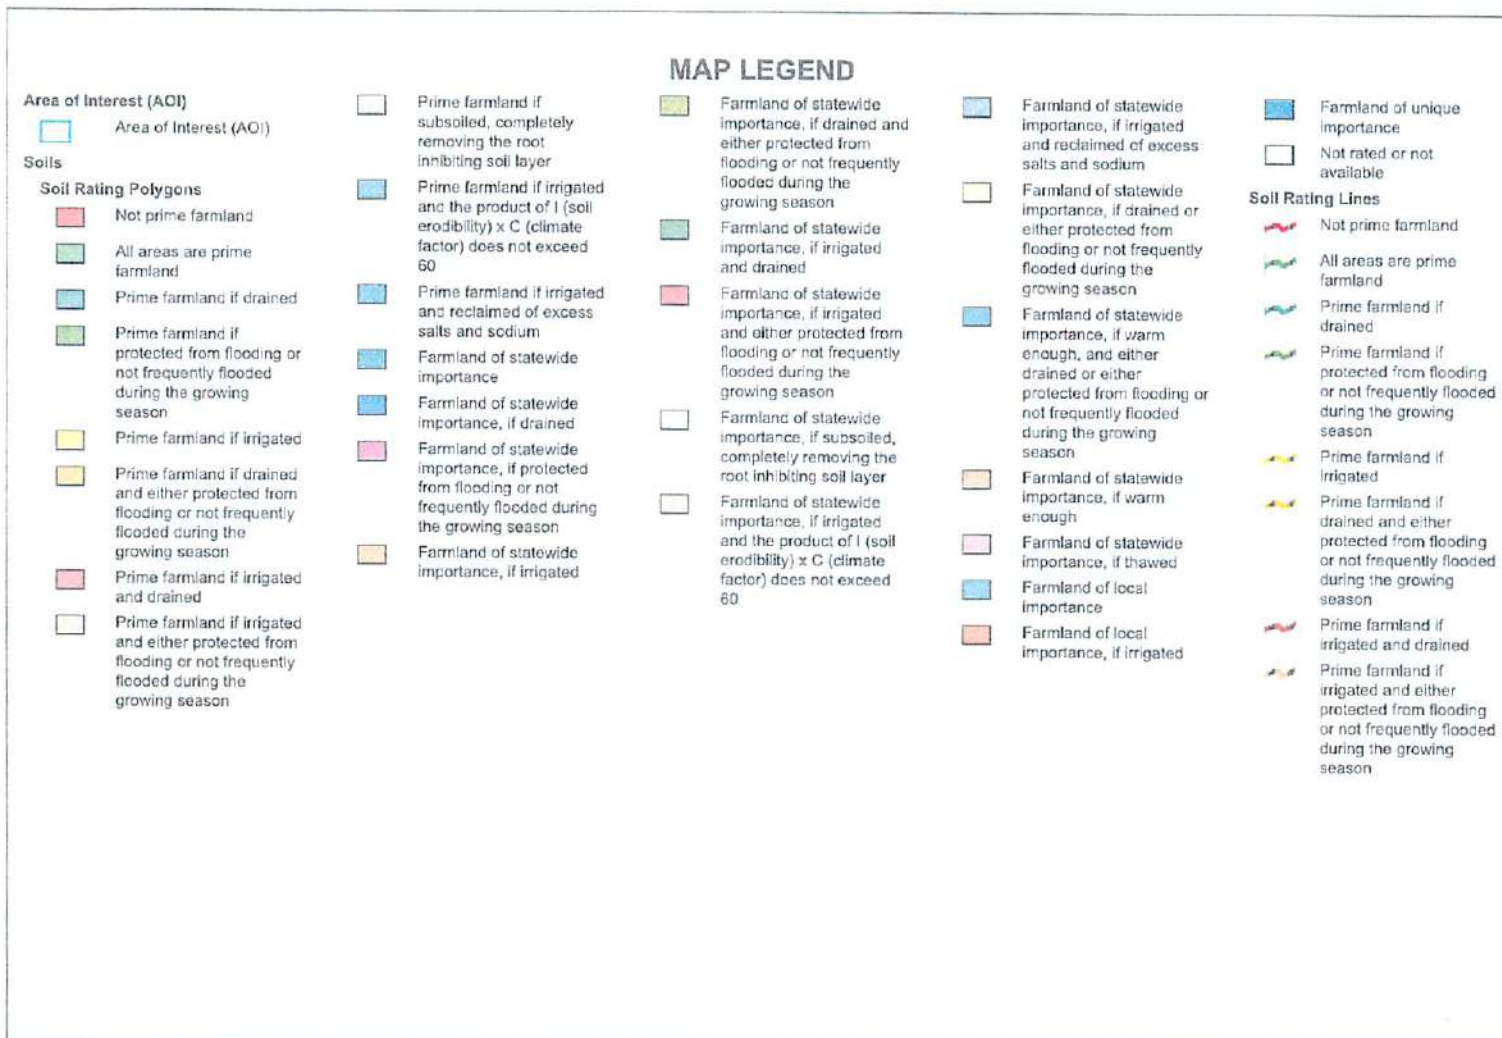 MAP LEGEND
Area of Interest (AOI)
Area of Interest (AOI)
Soils
Soil Rating Polygons
Not prime farmland
All areas are prime
farmland
Prime farmland if drained
Prime farmland if
protected from flooding or
not frequently flooded
during the growing
season
Prime farmland if irrigated
Prime farmland if drained
and either protected from
flooding or not frequently
flooded during the
growing season
Prime farmland if irrigated
and drained
Prime farmland if irrigated
and either protected from
flooding or not frequently
flooded during the
growing season
Prime farmland if
subsoiled, completely
removing the root
inhibiting soil layer
Prime farmland if irrigated
and the product of I (soil
erodibility) x C (climate
factor) does not exceed
60
Prime farmland if irrigated
and reclaimed of excess
salts and sodium
Farmland of statewide
importance
Farmland of statewide
importance, if drained
Farmland of statewide
importance, if protected
from flooding or not
frequently flooded during
the growing season
Farmland of statewide
importance, if irrigated
Farmland of statewide
importance, if drained and
either protected from
flooding or not frequently
flooded during the
growing season
Farmland of statewide
importance, if irrigated
and drained
Farmland of statewide
importance, if irrigated
and either protected from
flooding or not frequently
flooded during the
growing season
Farmland of statewide
importance, if subsoiled,
completely removing the
root inhibiting soil layer
Farmland of statewide
importance, if irrigated
and the product of I (soil
erodibility) x C (climate
factor) does not exceed
60
Farmland of statewide
importance, if irrigated
and reclaimed of excess
salts and sodium
Farmland of statewide
importance, if drained or
either protected from
flooding or not frequently
flooded during the
growing season
Farmland of statewide
importance, if warm
enough, and either
drained or either
protected from flooding or
not frequently flooded
during the growing
season
Farmland of statewide
importance, if warm
enough
Farmland of statewide
importance, if thawed
Farmland of local
importance
Farmland of local
importance, if irrigated
Farmland of unique
importance
Not rated or not
available
Soil Rating Lines
Not prime farmland
All areas are prime
farmland
Prime farmland if
drained
Prime farmland if
protected from flooding
or not frequently flooded
during the growing
season
Prime farmland if
irrigated
Prime farmland if
drained and either
protected from flooding
or not frequently flooded
during the growing
season
Prime farmland if
irrigated and drained
Prime farmland if
irrigated and either
protected from flooding
or not frequently flooded
during the growing
season